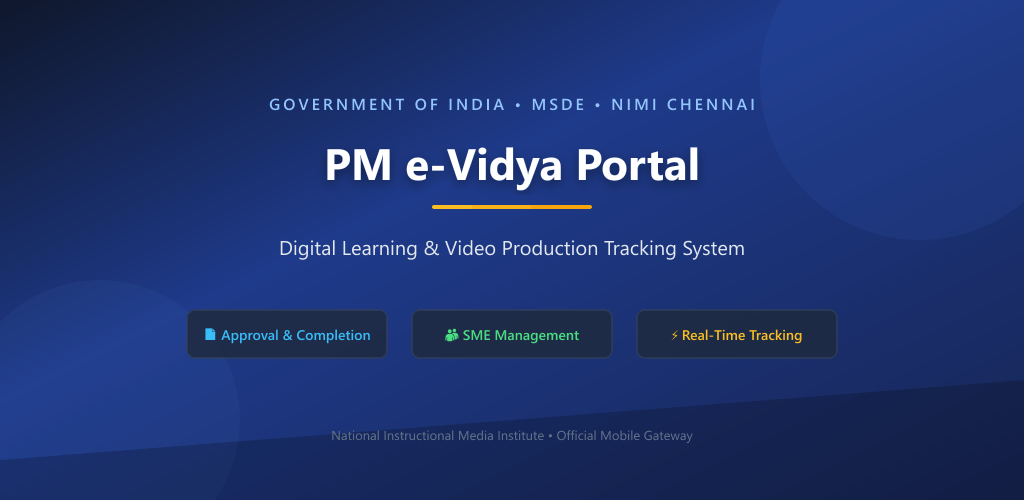 GOVERNMENT OF INDIA • MSDE • NIMI CHENNAI
PM e-Vidya Portal
Digital Learning & Video Production Tracking System
Approval & Completion
SME Management
⚡ Real-Time Tracking
National Instructional Media Institute • Official Mobile Gateway